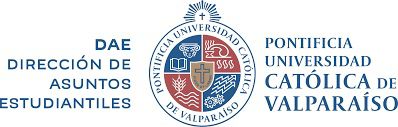 DAE
DIRECCIÓN DE
ASUNTOS
ESTUDIANTILES
PONTIFICIA UNIVERSIDAD CATÓLICA
DE VALPARAÍSO
PONTIFICIA
UNIVERSIDAD
CATÓLICA DE
VALPARAÍSO